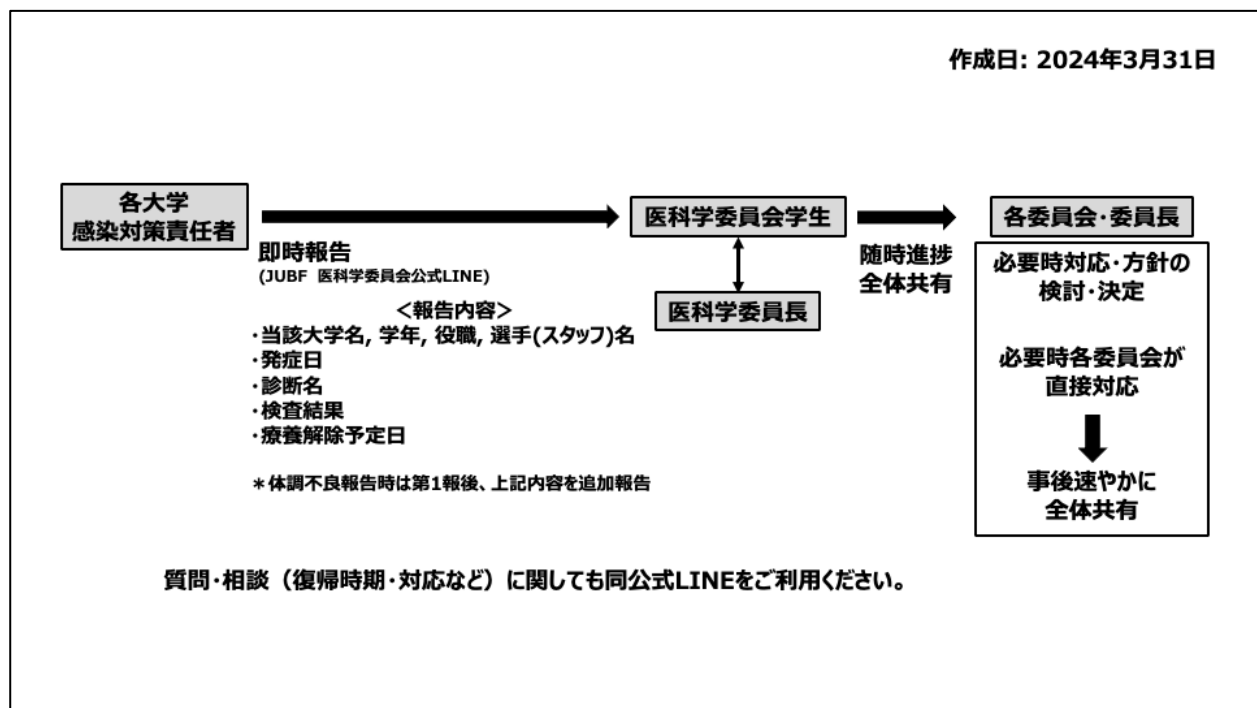 作成日: 2024年3月31日
各大学
感染対策責任者
医科学委員会学生
各委員会・委員長
即時報告
(JUBF 医科学委員会公式LINE)
随時進捗
全体共有
医科学委員長
<報告内容>
・当該大学名, 学年, 役職, 選手(スタッフ)名
・発症日
・診断名
・検査結果
・療養解除予定日
*体調不良報告時は第1報後、上記内容を追加報告
必要時対応・方針の
検討・決定
必要時各委員会が
直接対応
事後速やかに
全体共有
質問・相談(復帰時期・対応など)に関しても同公式LINEをご利用ください。